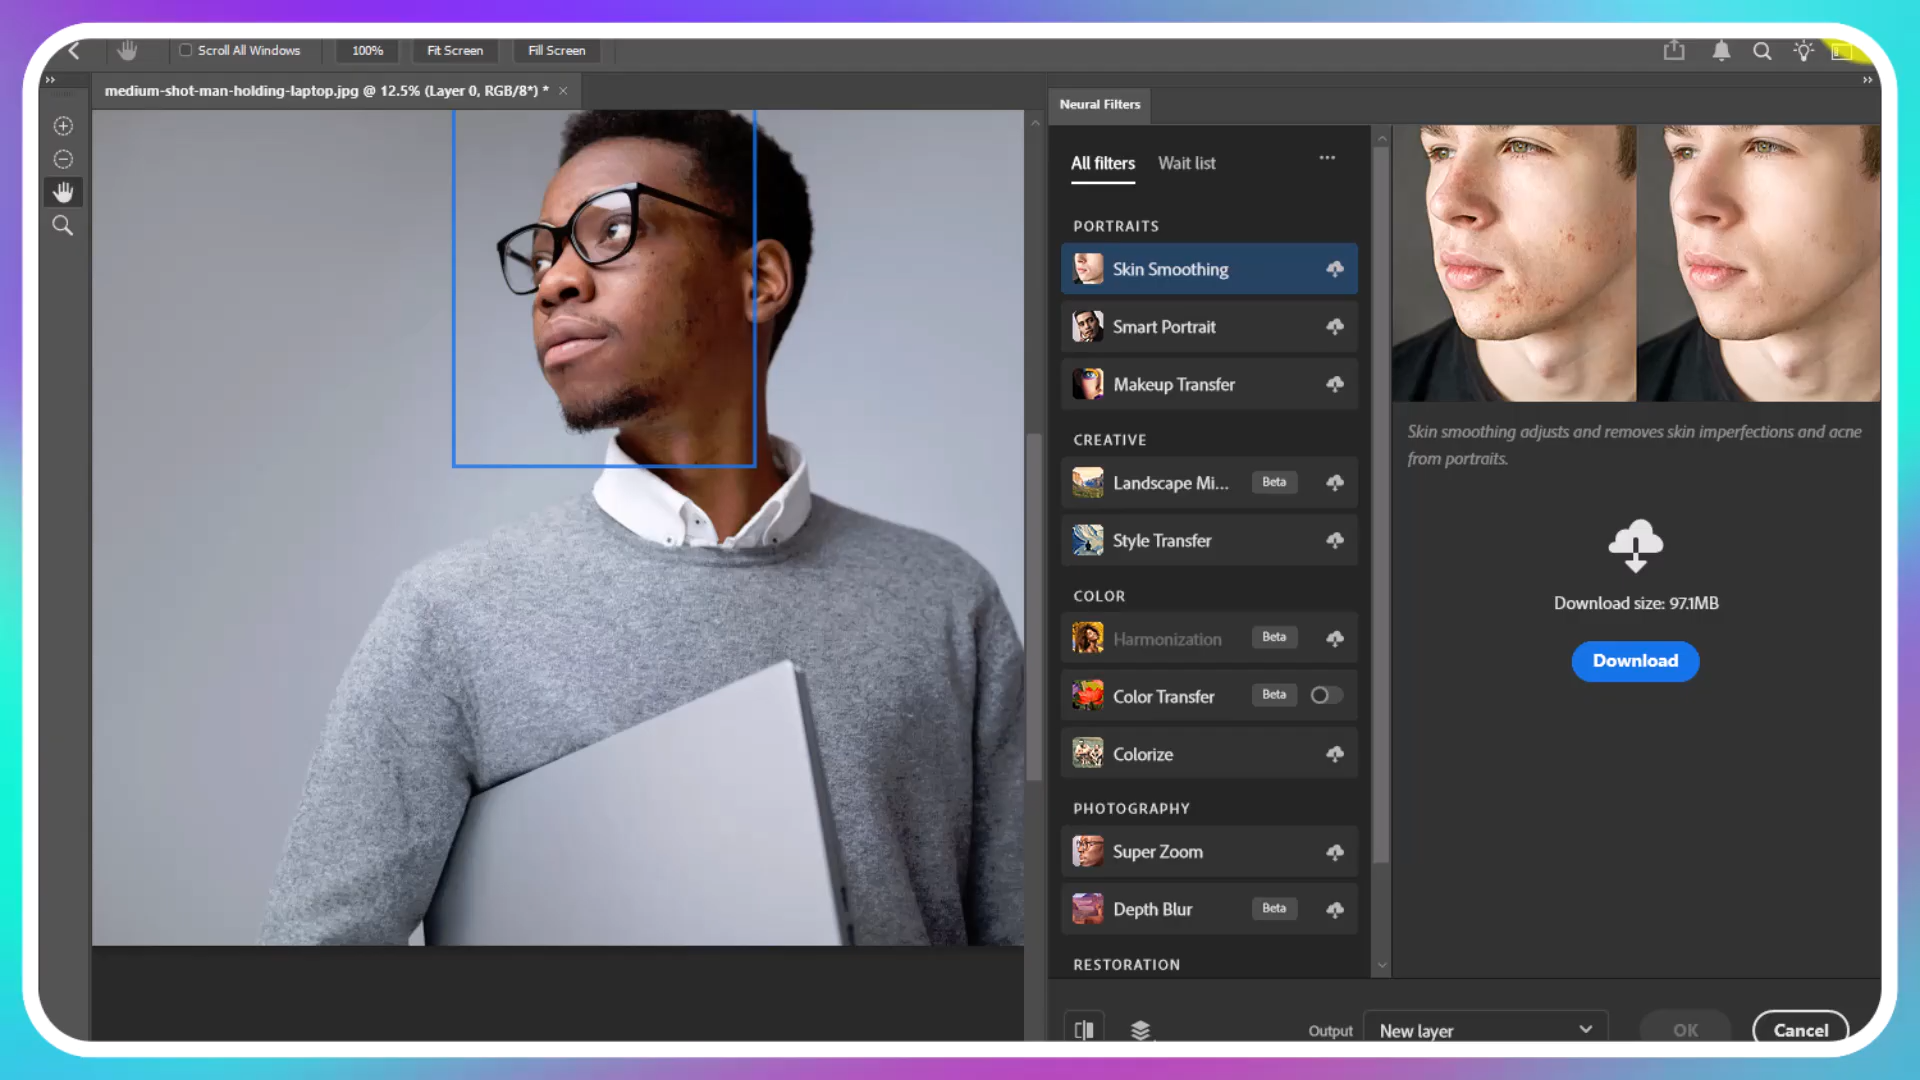 Scroll All Windows
100%
Fit Screen
Fill Screen
medium-shot-man-holding-laptop.jpg @ 12.5% (Layer 0, RGB/8*) *
Neural Filters
All filters
Wait list
PORTRAITS
Skin Smoothing
Smart Portrait
Makeup Transfer
CREATIVE
Landscape Mi...
Beta
Style Transfer
COLOR
Harmonization
Beta
Color Transfer
Beta
Colorize
PHOTOGRAPHY
Super Zoom
Depth Blur
Beta
RESTORATION
Skin smoothing adjusts and removes skin imperfections and acne
from portraits.
Download size: 97.1MB
Download
Output
New layer
OK
Cancel